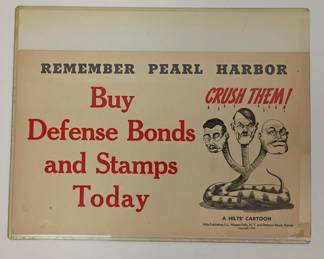 REMEMBER PEARL HARBOR
Buy
Defense Bonds
and Stamps
Today
CRUSH THEM!
A HILTS' CARTOON